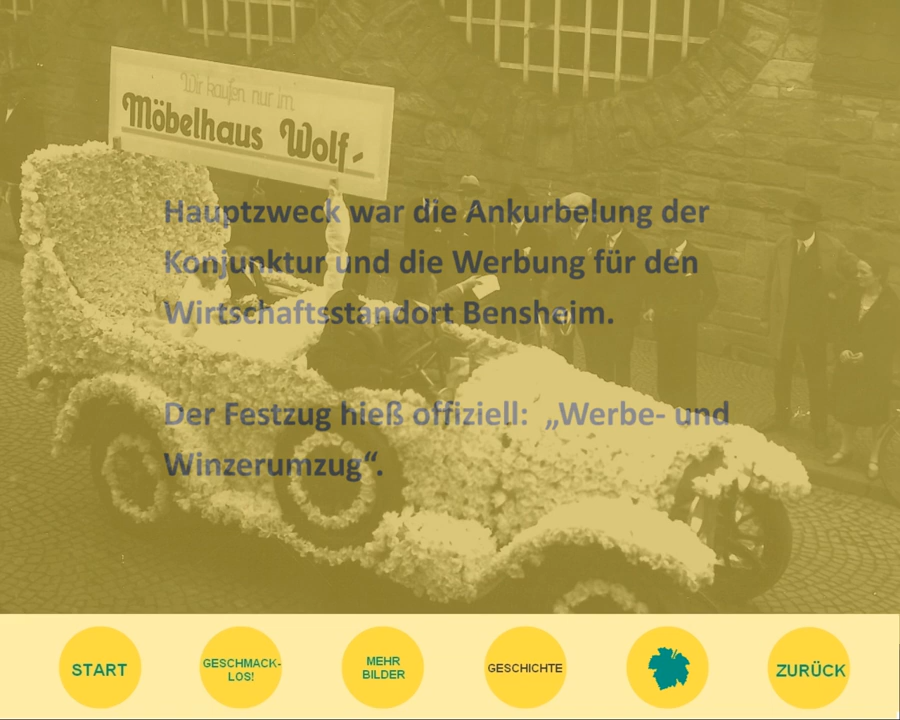 Wir kaufen nur im
Möbelhaus Wolf-
Hauptzweck war die Ankurbelung der
Konjunktur und die Werbung für den
Wirtschaftsstandort Bensheim.
Der Festzug hieß offiziell: „Werbe- und
Winzerumzug“.
START
GESCHMACK-
LOS!
MEHR
BILDER
GESCHICHTE
ZURÜCK